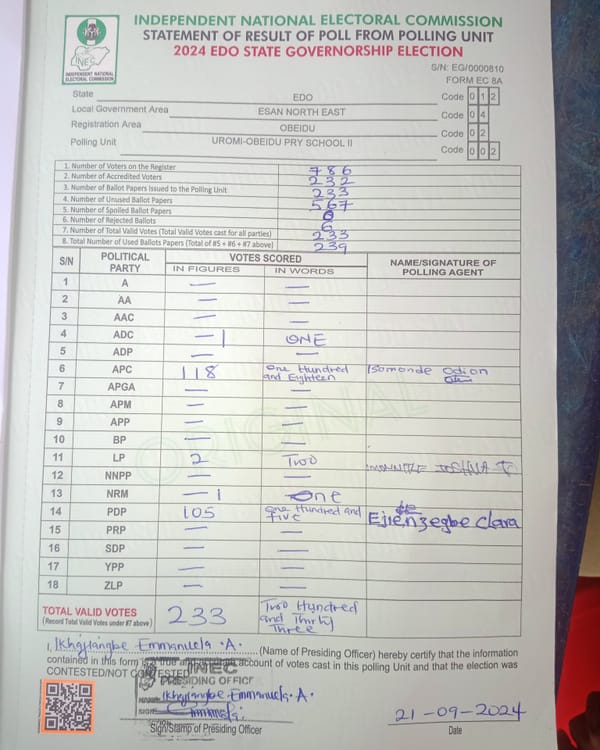 INDEPENDENT NATIONAL ELECTORAL COMMISSION
STATEMENT OF RESULT OF POLL FROM POLLING UNIT
2024 EDO STATE GOVERNORSHIP ELECTION
INEC
INDEPENDENT NATIONAL
ELECTORAL COMMISSION
S/N: EG/0000810
FORM EC 8A
State EDO Code 0 1 2
Local Government Area ESAN NORTH EAST Code 0 4
Registration Area OBEIDU Code 0 2
Polling Unit UROMI-OBEIDU PRY SCHOOL II Code 0 0 2
1. Number of Voters on the Register 786
2. Number of Accredited Voters 232
3. Number of Ballot Papers Issued to the Polling Unit 233
4. Number of Unused Ballot Papers 567
5. Number of Spoiled Ballot Papers 0
6. Number of Rejected Ballots 6
7. Number of Total Valid Votes (Total Valid Votes cast for all parties) 233
8. Total Number of Used Ballots Papers (Total of #5 + #6 + #7 above) 239
S/N POLITICAL PARTY VOTES SCORED NAME/SIGNATURE OF POLLING AGENT
IN FIGURES IN WORDS
1 A — —
2 AA — —
3 AAC — —
4 ADC — 1 ONE
5 ADP — —
6 APC 118 One Hundred and Eighteen Isomonde Odion
7 APGA — —
8 APM — —
9 APP — —
10 BP — —
11 LP 2 Two
12 NNPP — —
13 NRM — 1 One
14 PDP 105 One Hundred and Five Ejienzegbe Clara
15 PRP — —
16 SDP — —
17 YPP — —
18 ZLP — —
ORIGINAL
TOTAL VALID VOTES 233 Two Hundred and Thirty Three
(Record Total Valid Votes under #7 above)
I, Ikhajiangbe Emmanuela .A. (Name of Presiding Officer) hereby certify that the information
contained in this form is a true and accurate account of votes cast in this polling Unit and that the election was
CONTESTED/NOT CONTESTED
INEC
PRESIDING OFFICER
Ikhajiangbe Emmanuela .A.
Sign/Stamp of Presiding Officer
21-09-2024
Date